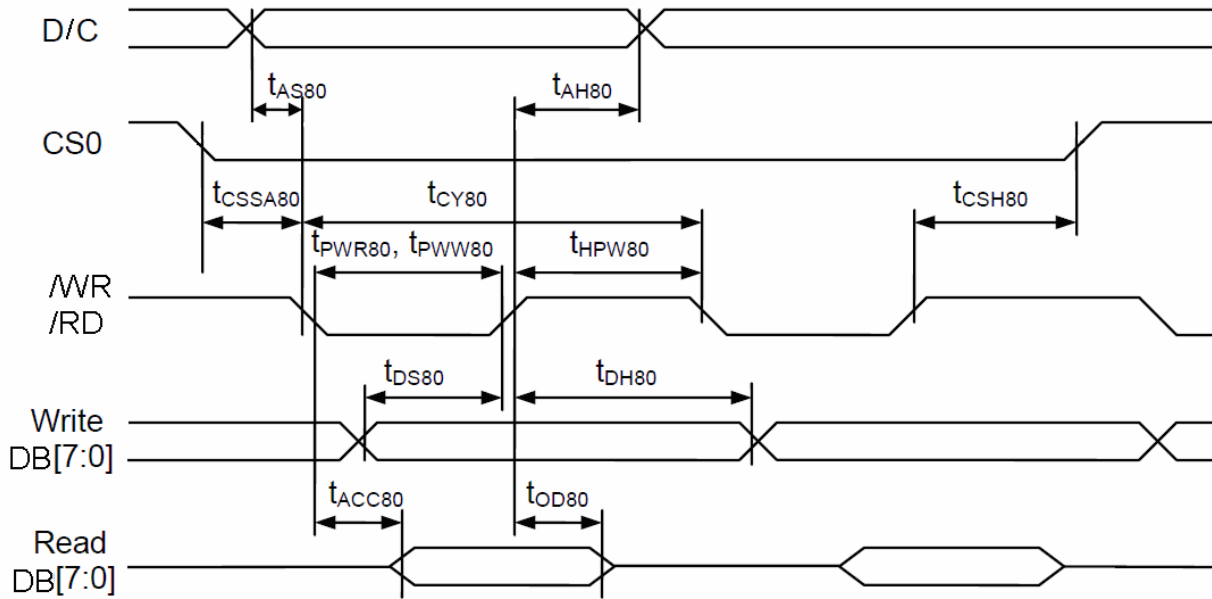 D/C
tAS80
tAH80
CS0
tCSSA80
tCY80
tCSH80
tPWR80, tPWW80
tHPW80
/WR
/RD
tDS80
tDH80
Write
DB[7:0]
tACC80
tOD80
Read
DB[7:0]